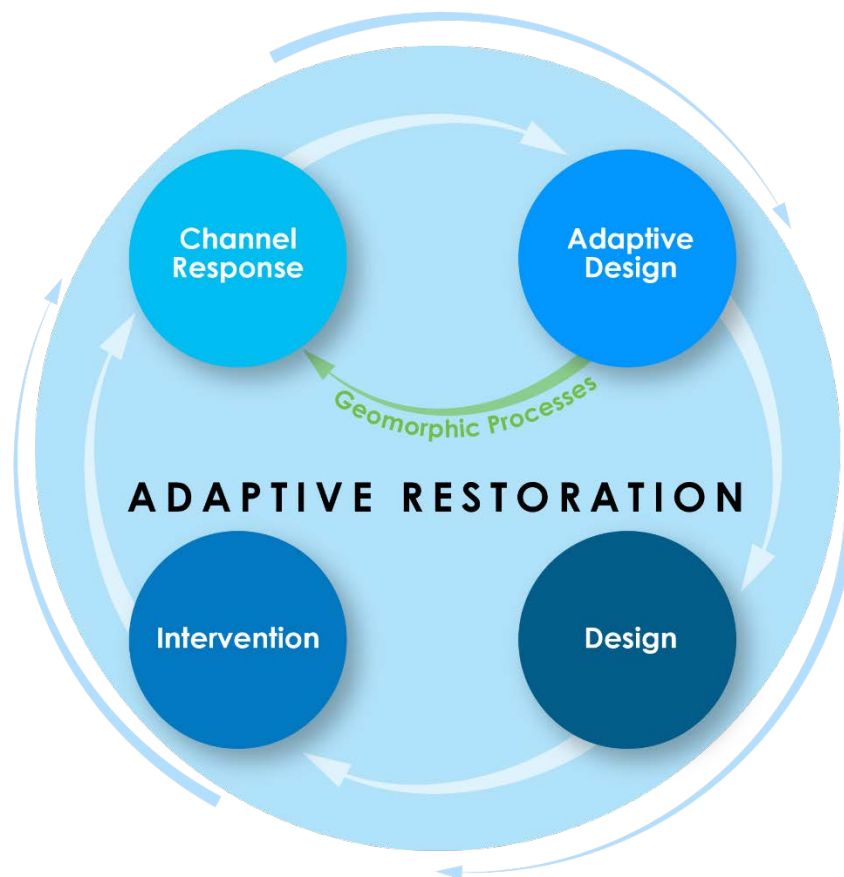 Channel
Response
Adaptive
Design
Geomorphic Processes
ADAPTIVE RESTORATION
Intervention
Design